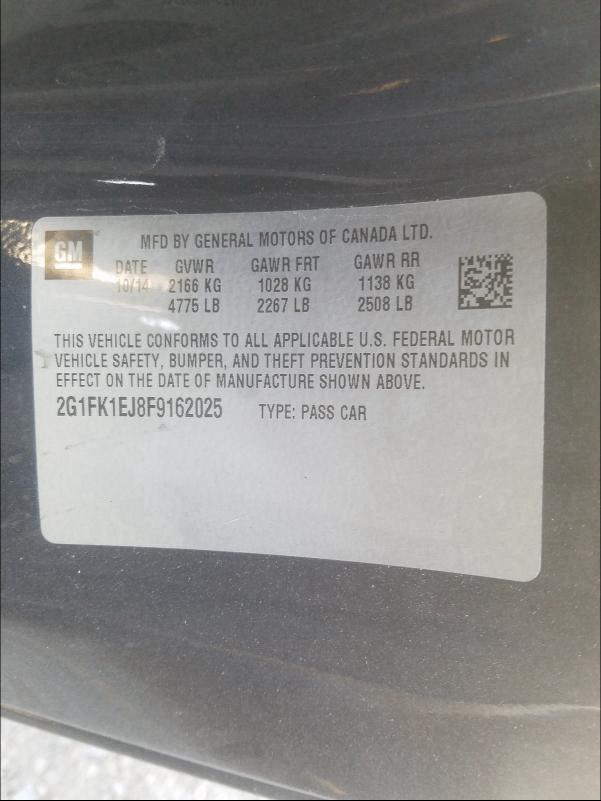 GM
MFD BY GENERAL MOTORS OF CANADA LTD.
DATE GVWR GAWR FRT GAWR RR
10/14 2166 KG 1028 KG 1138 KG
4775 LB 2267 LB 2508 LB
THIS VEHICLE CONFORMS TO ALL APPLICABLE U.S. FEDERAL MOTOR
VEHICLE SAFETY, BUMPER, AND THEFT PREVENTION STANDARDS IN
EFFECT ON THE DATE OF MANUFACTURE SHOWN ABOVE.
2G1FK1EJ8F9162025 TYPE: PASS CAR